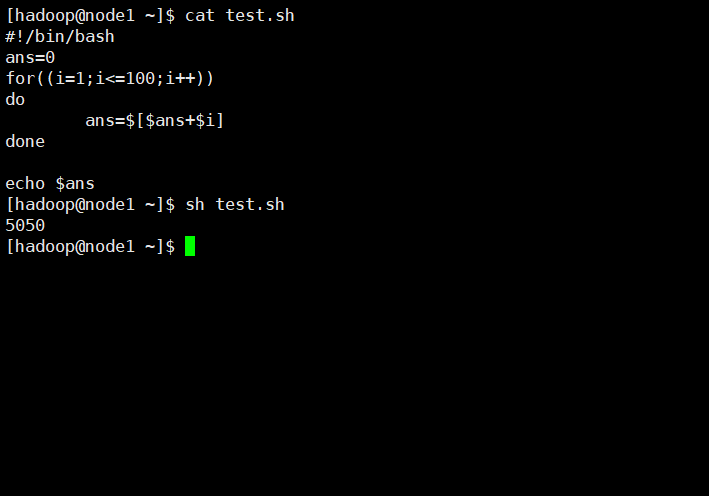 [hadoop@node1 ~]$ cat test.sh
#!/bin/bash
ans=0
for((i=1;i<=100;i++))
do
        ans=$[$ans+$i]
done

echo $ans
[hadoop@node1 ~]$ sh test.sh
5050
[hadoop@node1 ~]$